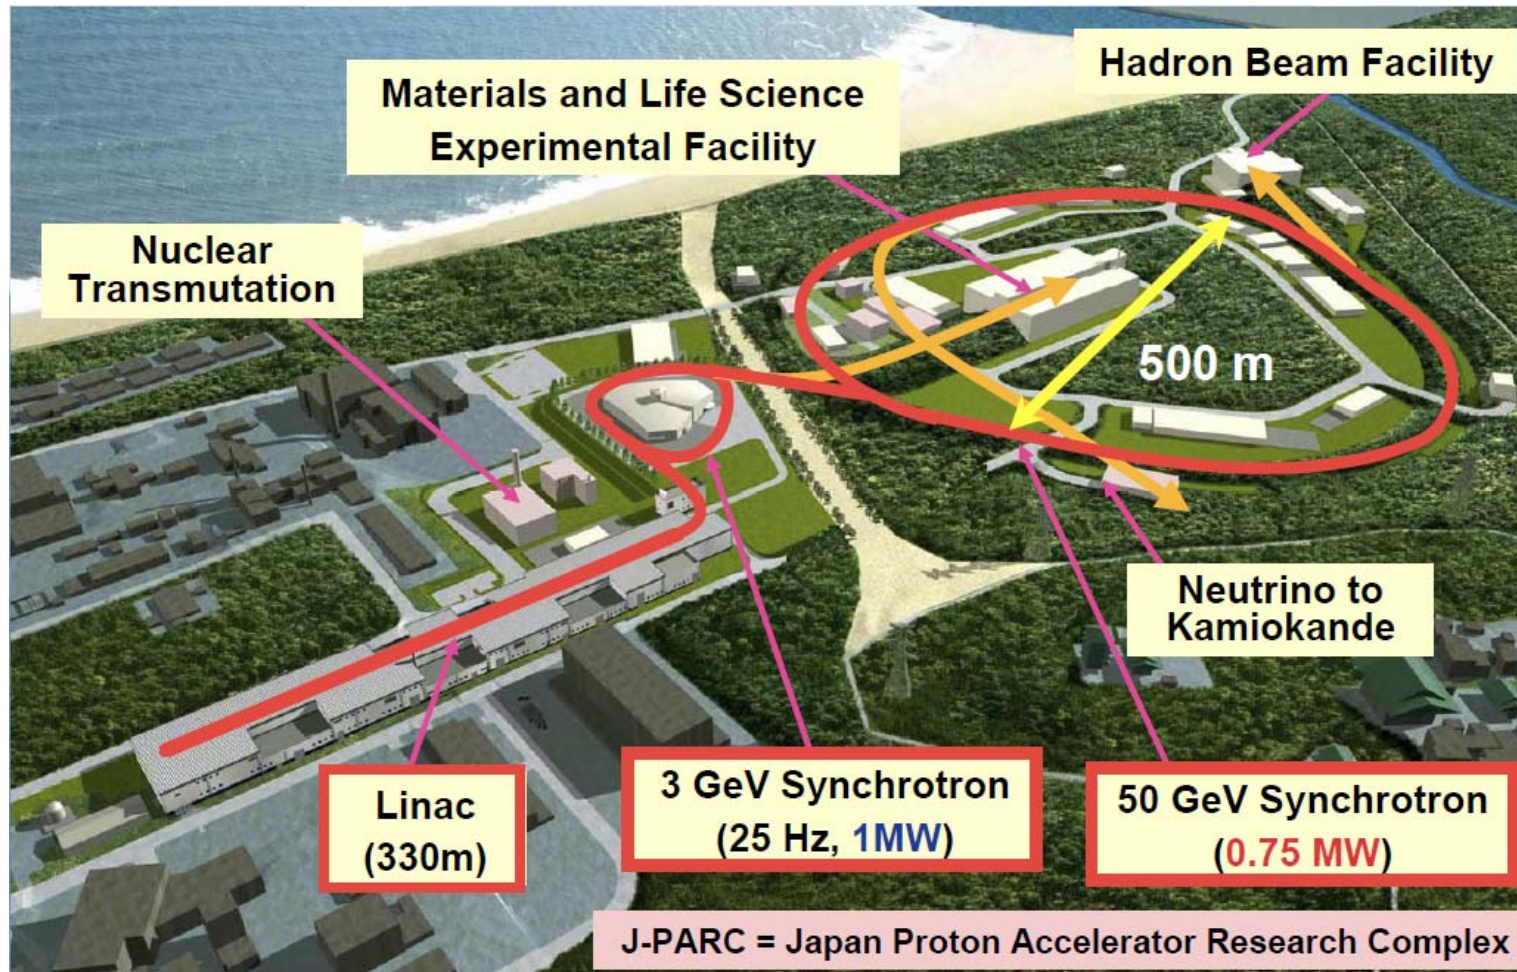 Hadron Beam Facility
Materials and Life Science
Experimental Facility
Nuclear
Transmutation
500 m
Neutrino to
Kamiokande
Linac
(330m)
3 GeV Synchrotron
(25 Hz, 1MW)
50 GeV Synchrotron
(0.75 MW)
J-PARC = Japan Proton Accelerator Research Complex